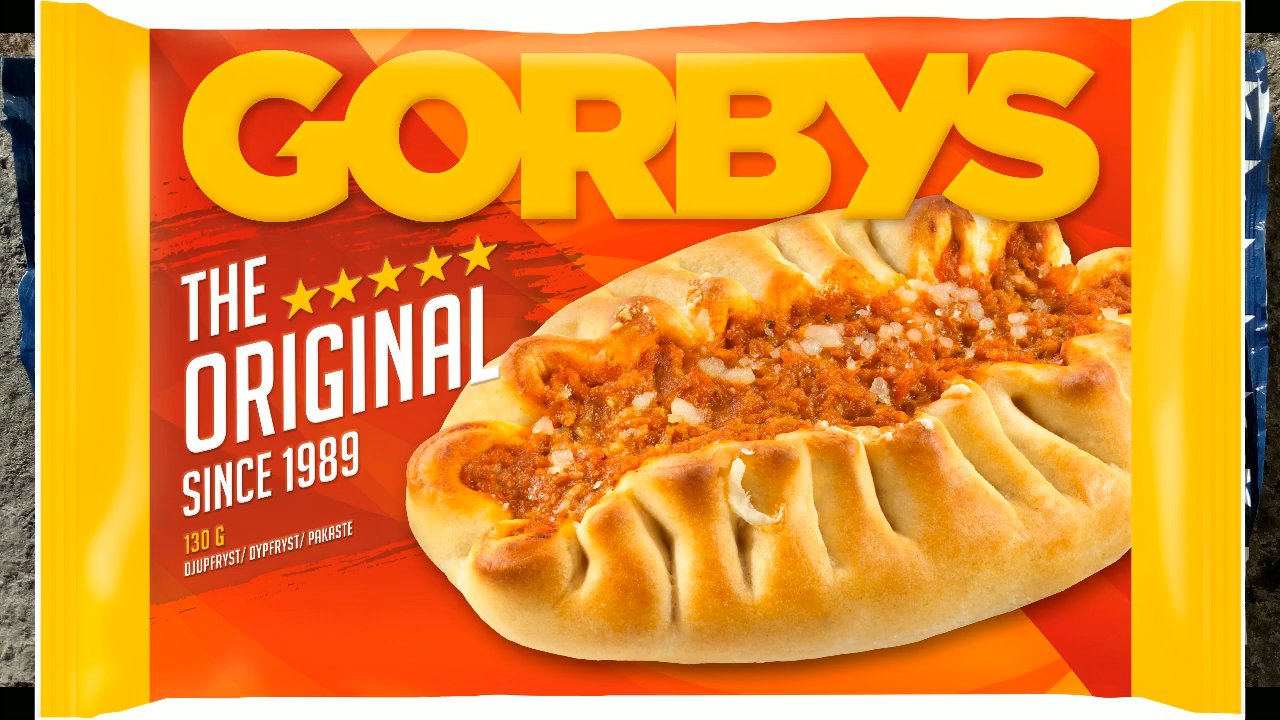 GORBYS
THE
ORIGINAL
SINCE 1989
130 G
DJUPFRYST/ DYPFRYST/ PAKASTE